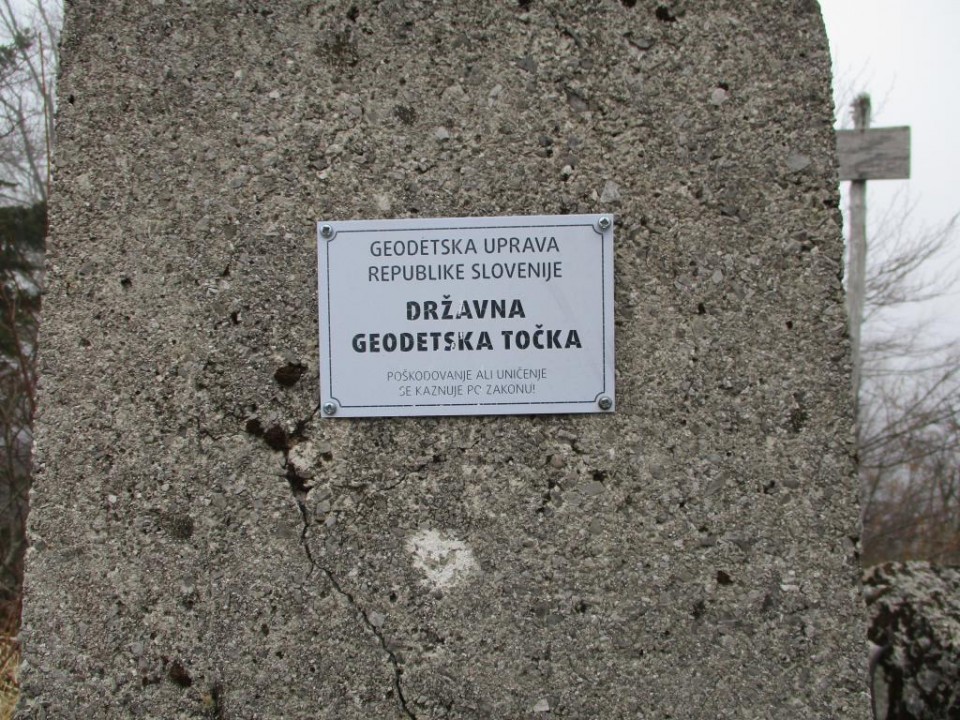 GEODETSKA UPRAVA
REPUBLIKE SLOVENIJE
DRŽAVNA
GEODETSKA TOČKA
POŠKODOVANJE ALI UNIČENJE
SE KAZNUJE PO ZAKONU!